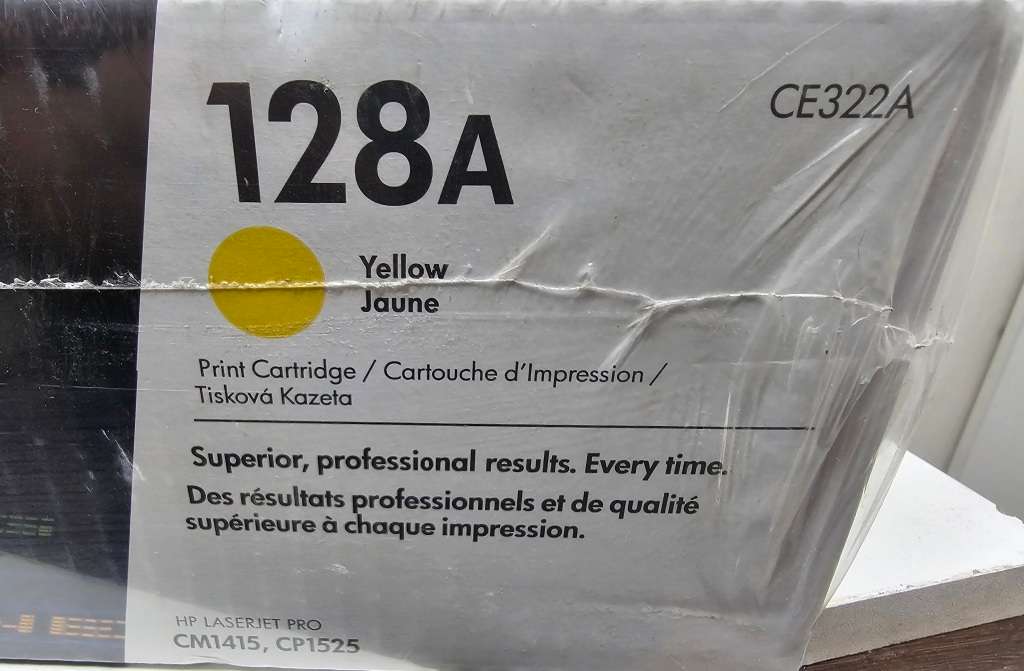 128A
CE322A
Yellow
Jaune
Print Cartridge / Cartouche d'Impression /
Tisková Kazeta
Superior, professional results. Every time.
Des résultats professionnels et de qualité
supérieure à chaque impression.
HP LASERJET PRO
CM1415, CP1525